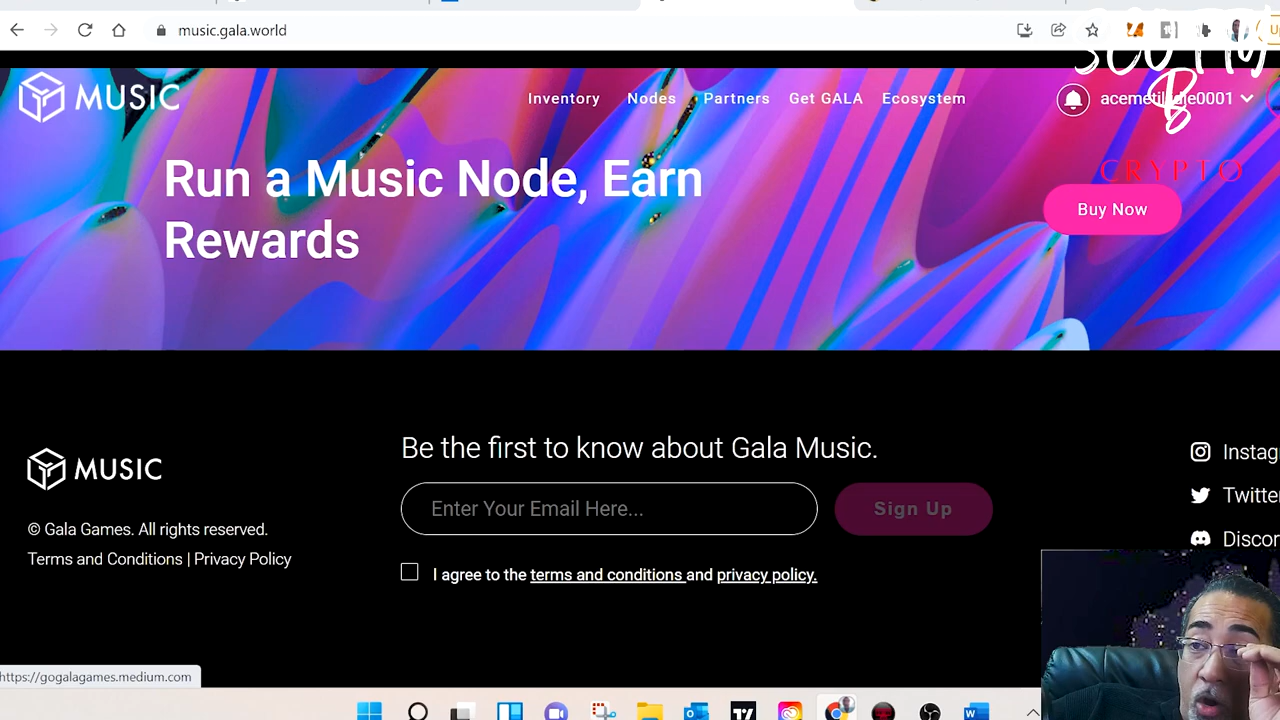 music.gala.world
MUSIC
Inventory Nodes Partners Get GALA Ecosystem
B
CRYPTO
Run a Music Node, Earn
Rewards
Buy Now
Be the first to know about Gala Music.
MUSIC
Enter Your Email Here...
Sign Up
© Gala Games. All rights reserved.
Terms and Conditions | Privacy Policy
I agree to the terms and conditions and privacy policy.
Instag
Twitte
Discor
https://gogalagames.medium.com